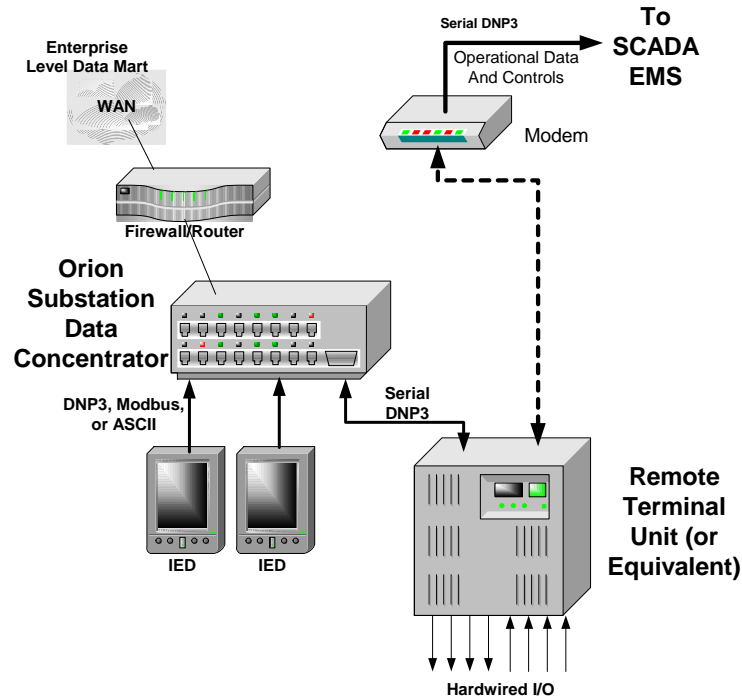 Serial DNP3
To
SCADA
EMS
Operational Data
And Controls
Enterprise
Level Data Mart
WAN
Modem
Firewall/Router
Orion
Substation
Data
Concentrator
DNP3, Modbus,
or ASCII
Serial
DNP3
IED
IED
Remote
Terminal
Unit (or
Equivalent)
Hardwired I/O